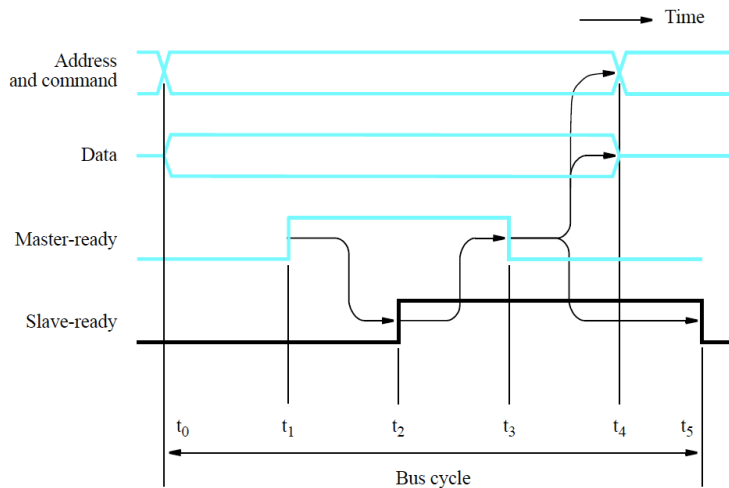 Time
Address
and command
Data
Master-ready
Slave-ready
t0 t1 t2 t3 t4 t5
Bus cycle